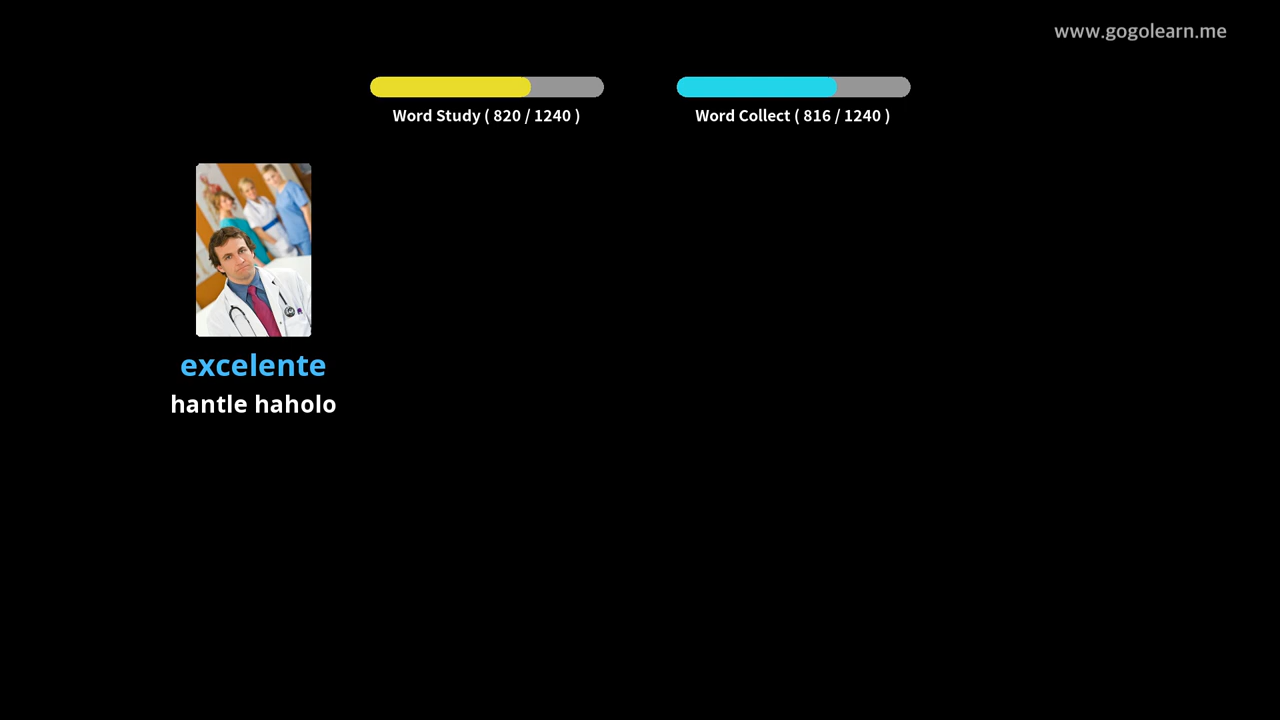 www.gogolearn.me
Word Study ( 820 / 1240 )
Word Collect ( 816 / 1240 )
excelente
hantle haholo